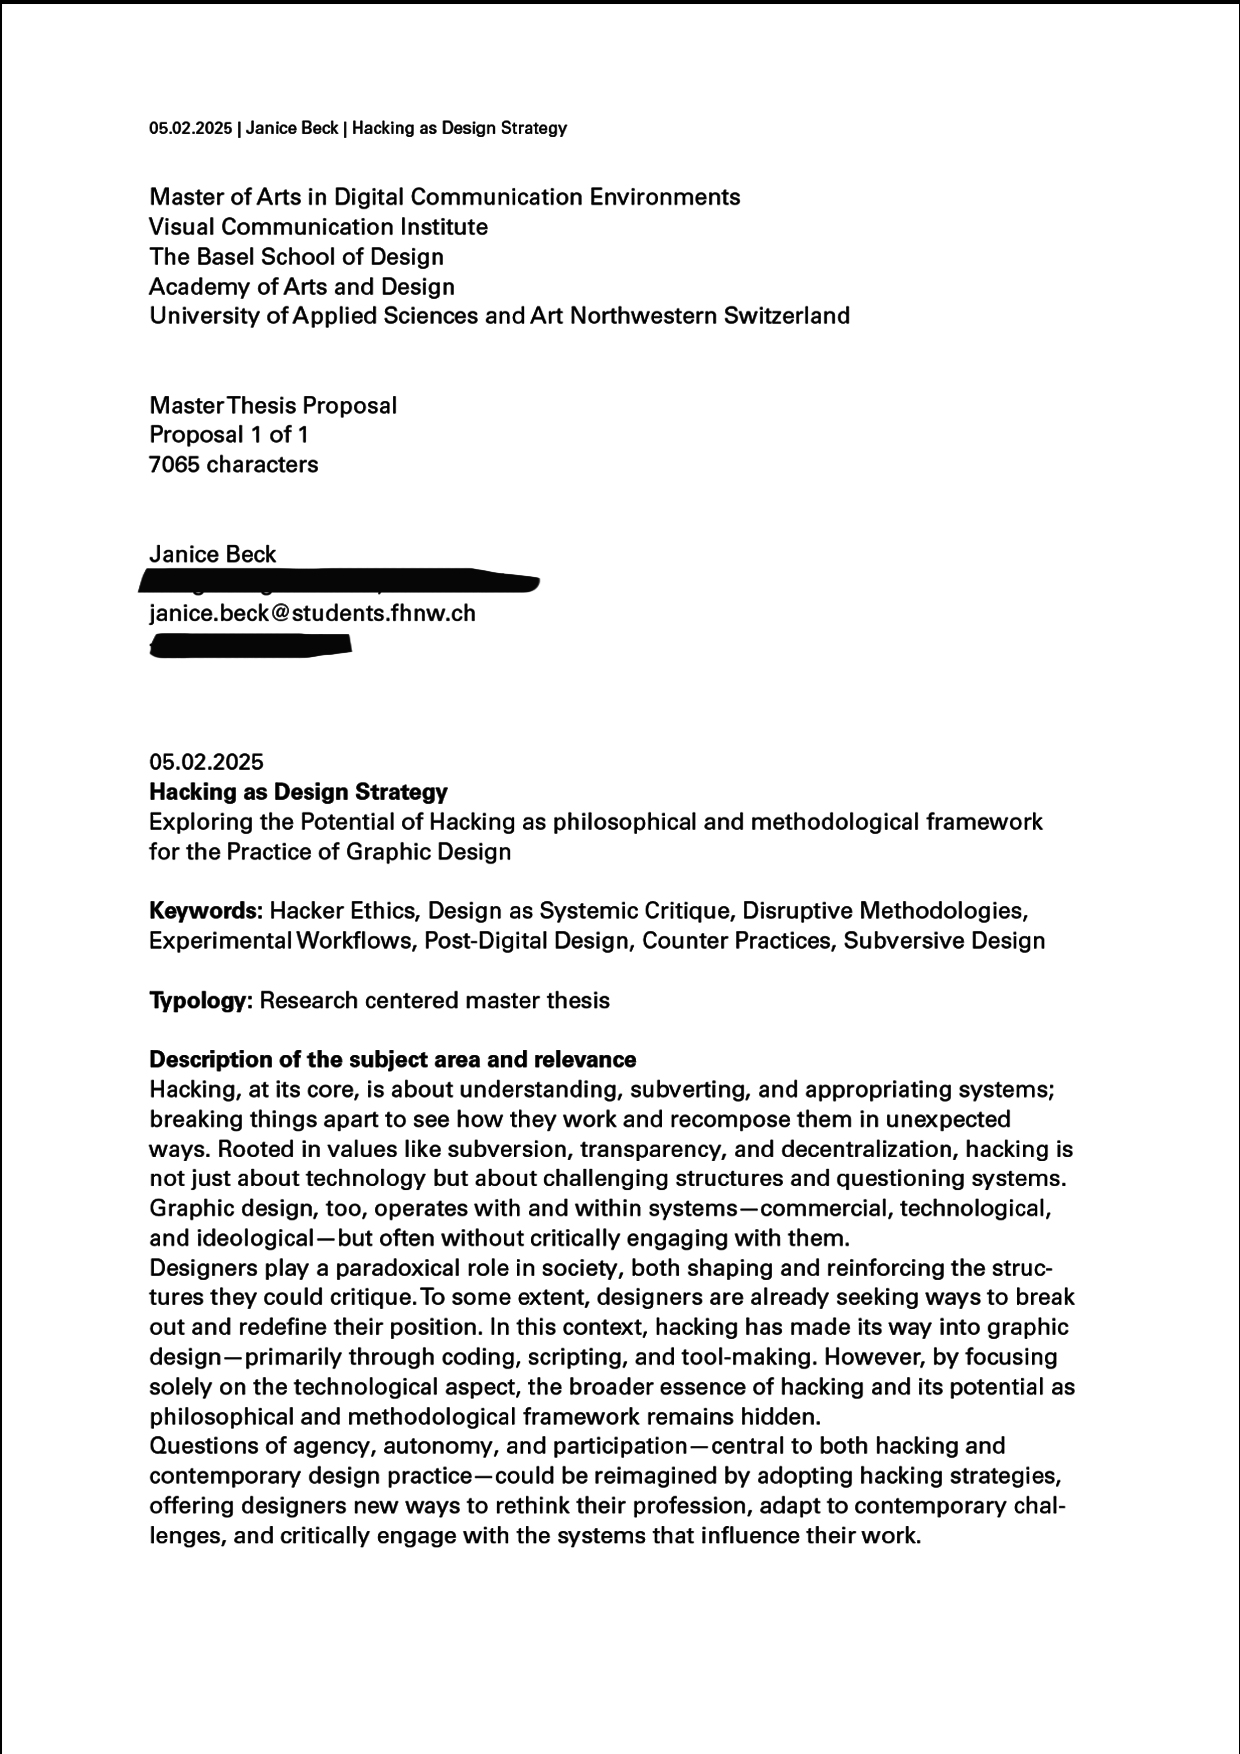 05.02.2025 | Janice Beck | Hacking as Design Strategy
Master of Arts in Digital Communication Environments
Visual Communication Institute
The Basel School of Design
Academy of Arts and Design
University of Applied Sciences and Art Northwestern Switzerland
Master Thesis Proposal
Proposal 1 of 1
7065 characters
Janice Beck
janice.beck@students.fhnw.ch
05.02.2025
Hacking as Design Strategy
Exploring the Potential of Hacking as philosophical and methodological framework
for the Practice of Graphic Design
Keywords: Hacker Ethics, Design as Systemic Critique, Disruptive Methodologies,
Experimental Workflows, Post-Digital Design, Counter Practices, Subversive Design
Typology: Research centered master thesis
Description of the subject area and relevance
Hacking, at its core, is about understanding, subverting, and appropriating systems;
breaking things apart to see how they work and recompose them in unexpected
ways. Rooted in values like subversion, transparency, and decentralization, hacking is
not just about technology but about challenging structures and questioning systems.
Graphic design, too, operates with and within systems—commercial, technological,
and ideological—but often without critically engaging with them.
Designers play a paradoxical role in society, both shaping and reinforcing the struc-
tures they could critique. To some extent, designers are already seeking ways to break
out and redefine their position. In this context, hacking has made its way into graphic
design—primarily through coding, scripting, and tool-making. However, by focusing
solely on the technological aspect, the broader essence of hacking and its potential as
philosophical and methodological framework remains hidden.
Questions of agency, autonomy, and participation—central to both hacking and
contemporary design practice—could be reimagined by adopting hacking strategies,
offering designers new ways to rethink their profession, adapt to contemporary chal-
lenges, and critically engage with the systems that influence their work.